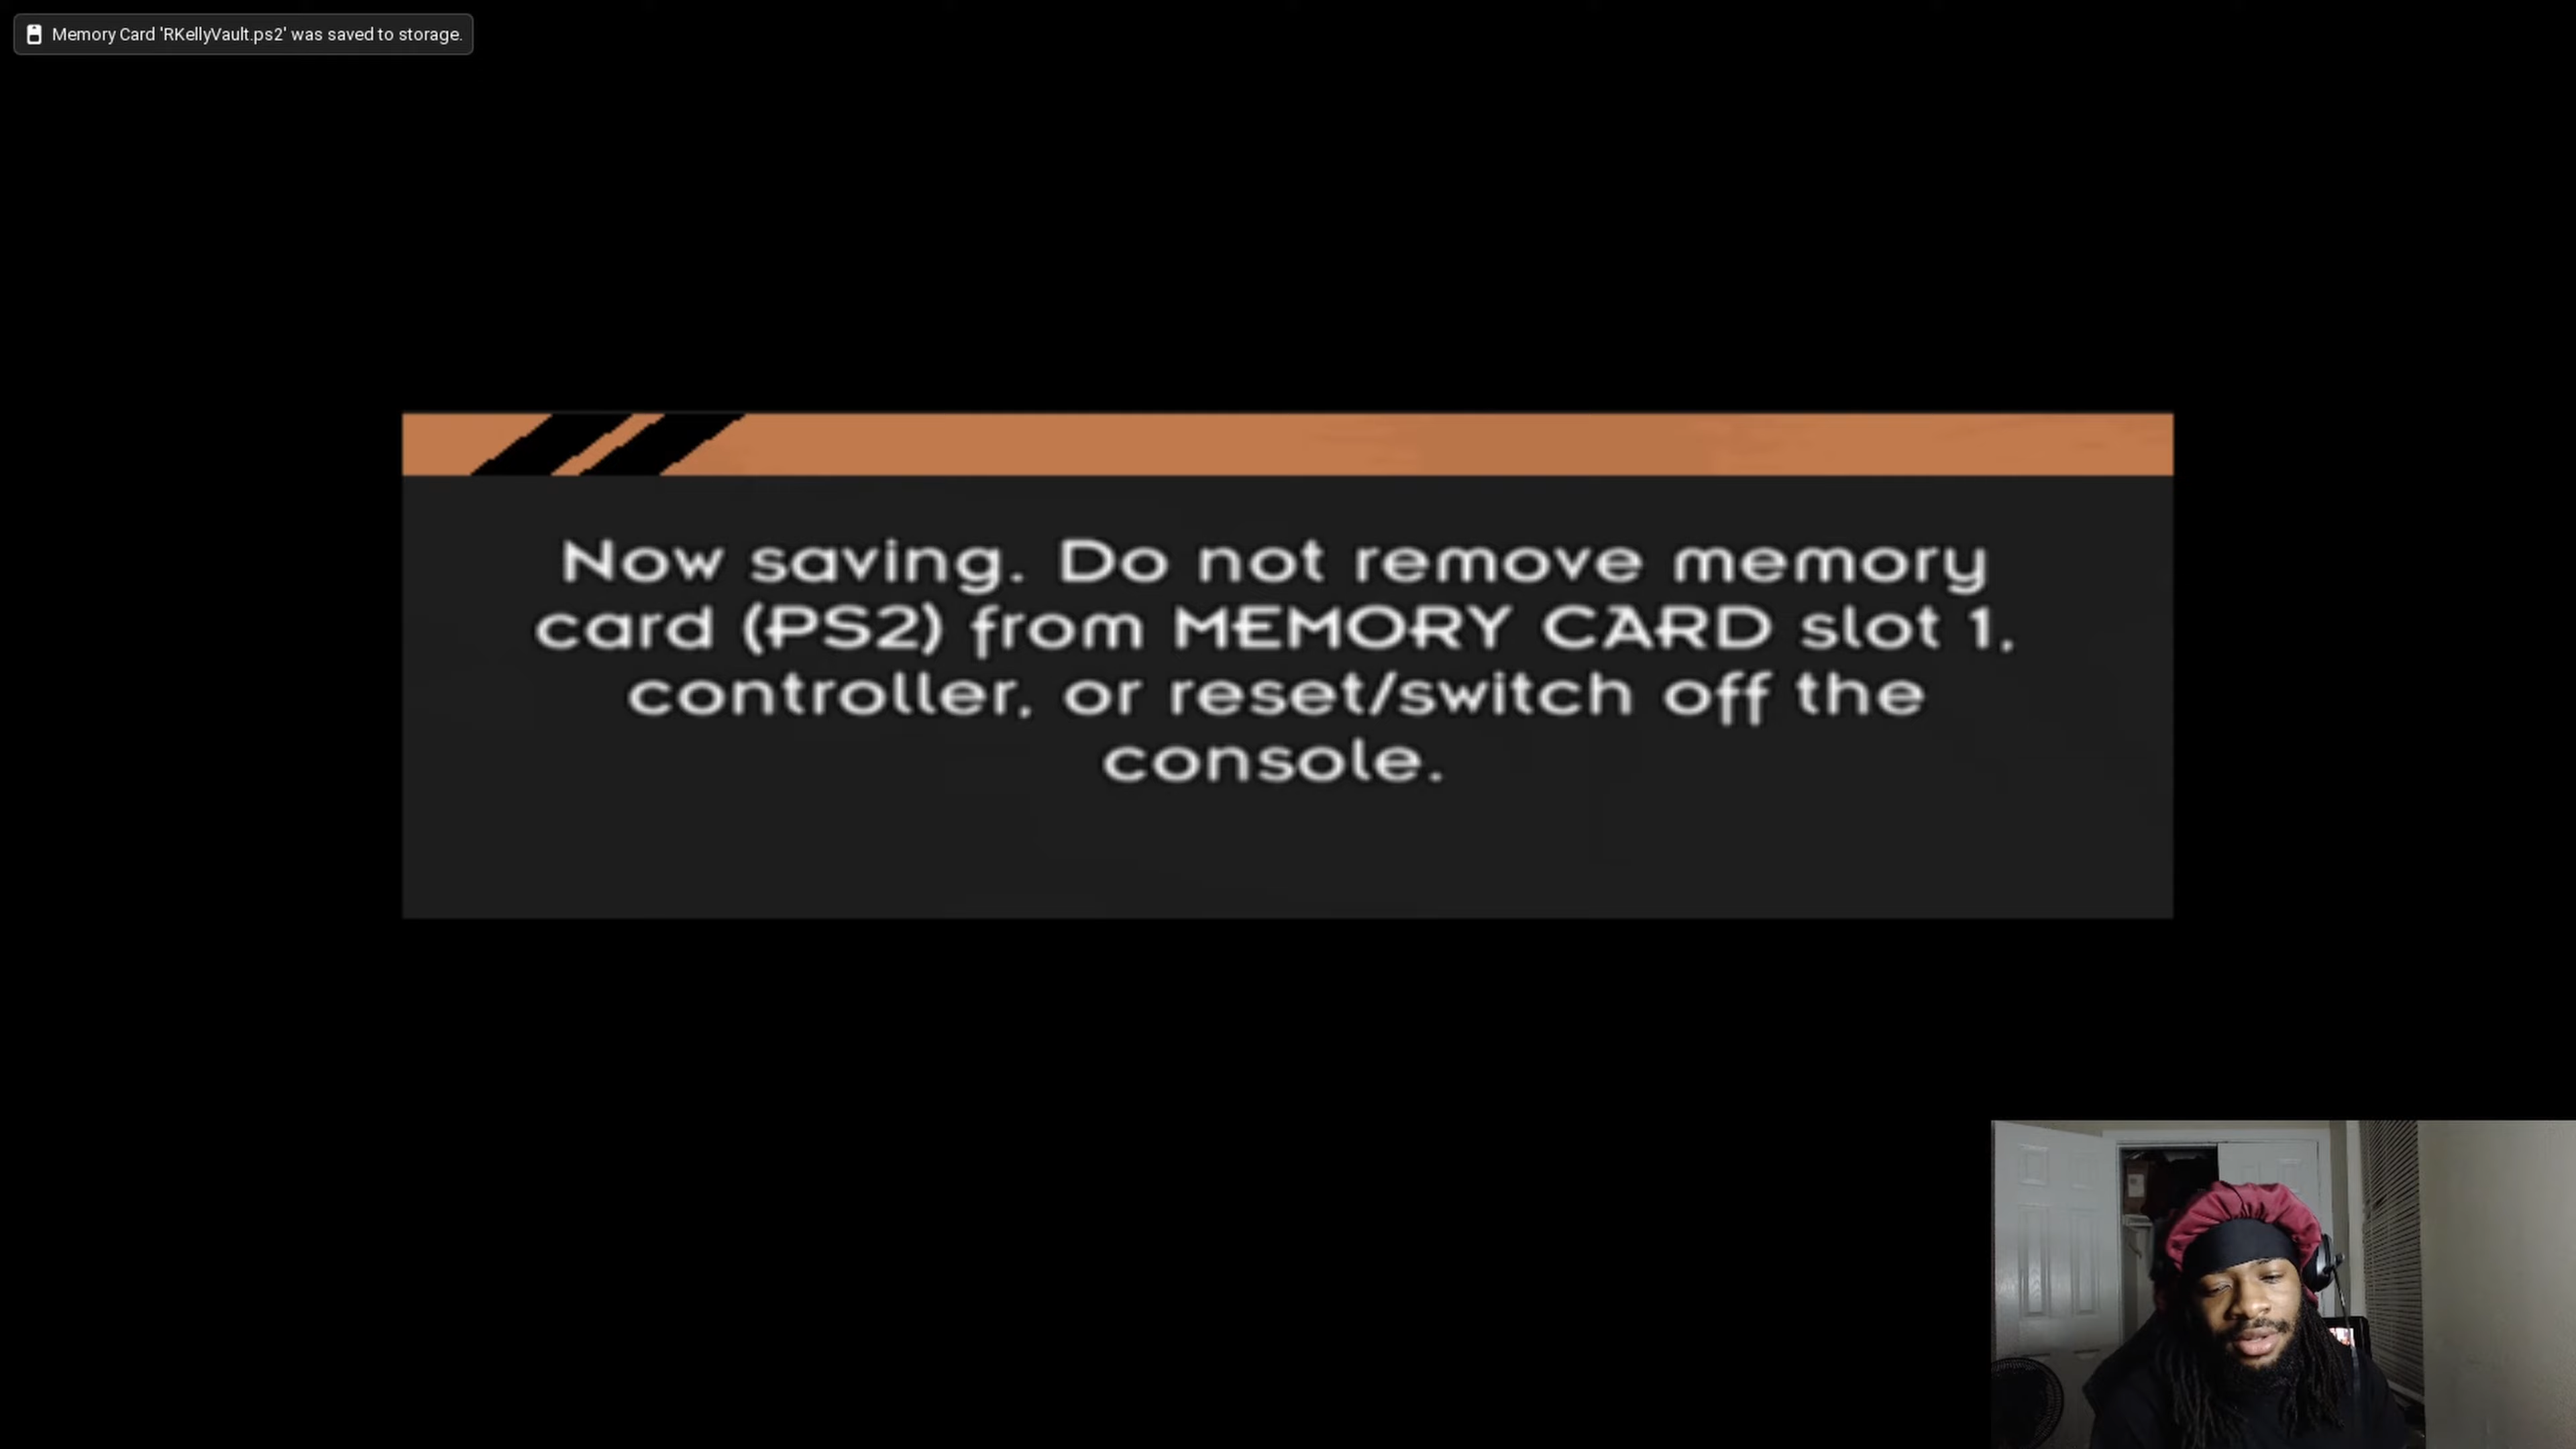 Memory Card 'RKellyVault.ps2' was saved to storage.
Now saving. Do not remove memory
card (PS2) from MEMORY CARD slot 1,
controller, or reset/switch off the
console.